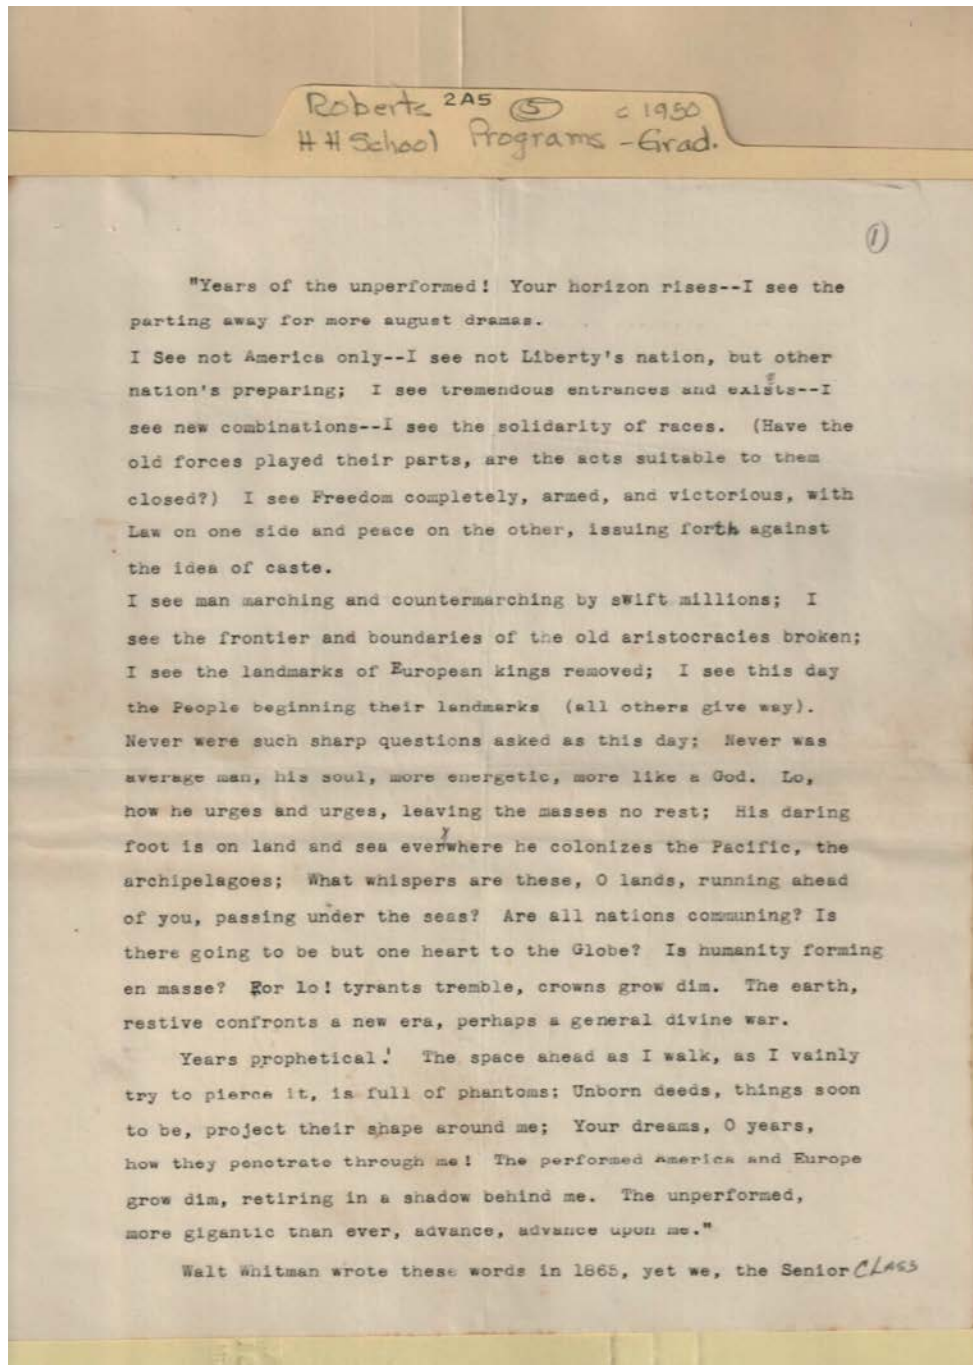 Roberts 2A5 ⑤ c 1950
H H School Programs - Grad.
①
"Years of the unperformed! Your horizon rises--I see the
parting away for more august dramas.
I See not America only--I see not Liberty's nation, but other
nation's preparing; I see tremendous entrances and exists--I
see new combinations--I see the solidarity of races. (Have the
old forces played their parts, are the acts suitable to them
closed?) I see Freedom completely, armed, and victorious, with
Law on one side and peace on the other, issuing forth against
the idea of caste.
I see man marching and countermarching by swift millions; I
see the frontier and boundaries of the old aristocracies broken;
I see the landmarks of European kings removed; I see this day
the People beginning their landmarks (all others give way).
Never were such sharp questions asked as this day; Never was
average man, his soul, more energetic, more like a God. Lo,
how he urges and urges, leaving the masses no rest; His daring
foot is on land and sea everywhere he colonizes the Pacific, the
archipelagoes; What whispers are these, O lands, running ahead
of you, passing under the seas? Are all nations communing? Is
there going to be but one heart to the Globe? Is humanity forming
en masse? For lo! tyrants tremble, crowns grow dim. The earth,
restive confronts a new era, perhaps a general divine war.
Years prophetical! The space ahead as I walk, as I vainly
try to pierce it, is full of phantoms; Unborn deeds, things soon
to be, project their shape around me; Your dreams, O years,
how they penetrate through me! The performed America and Europe
grow dim, retiring in a shadow behind me. The unperformed,
more gigantic than ever, advance, advance upon me."
Walt Whitman wrote these words in 1865, yet we, the Senior CLASS